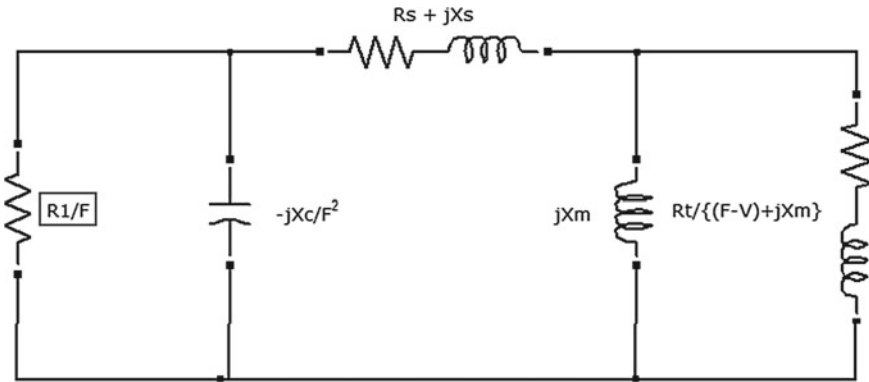 Rs + jXs
R1/F
-jXc/F²
jXm
Rt/{(F-V)+jXm}